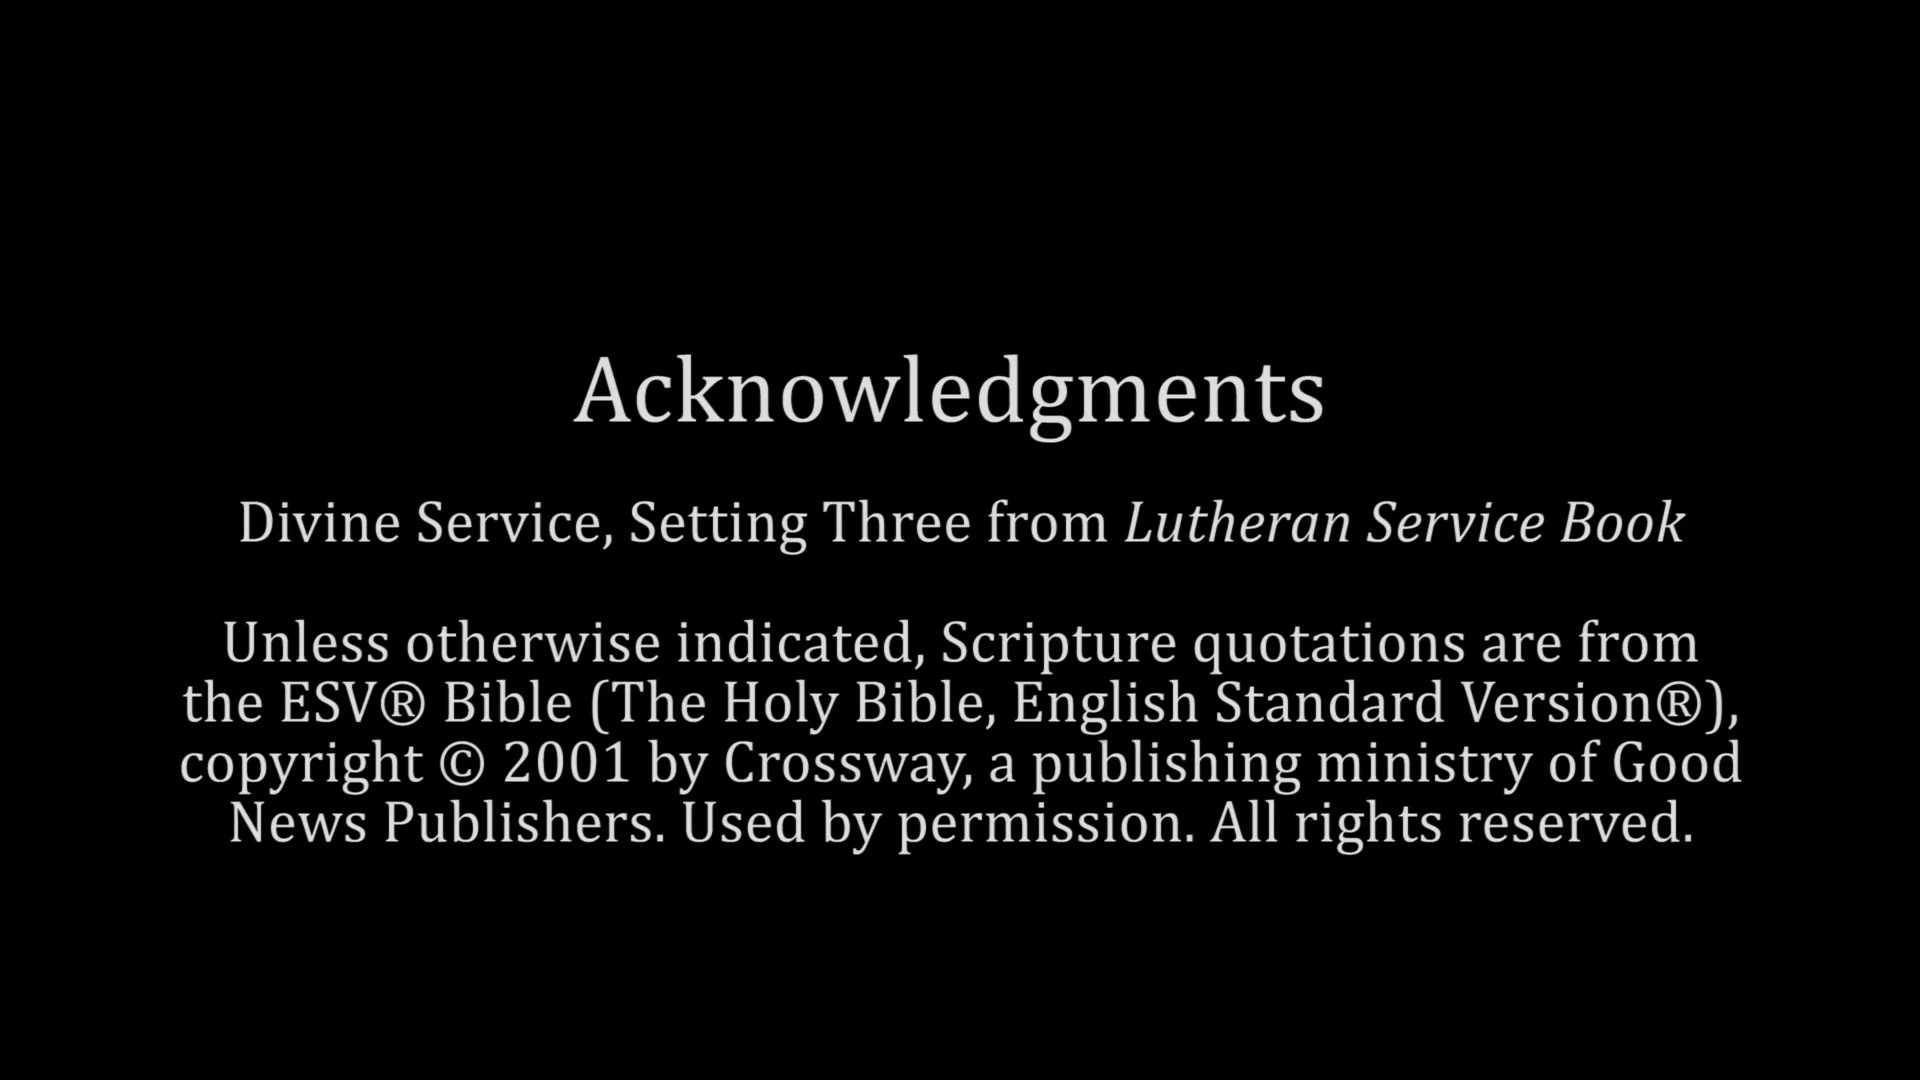 Acknowledgments
Divine Service, Setting Three from Lutheran Service Book
Unless otherwise indicated, Scripture quotations are from
the ESV® Bible (The Holy Bible, English Standard Version®),
copyright © 2001 by Crossway, a publishing ministry of Good
News Publishers. Used by permission. All rights reserved.